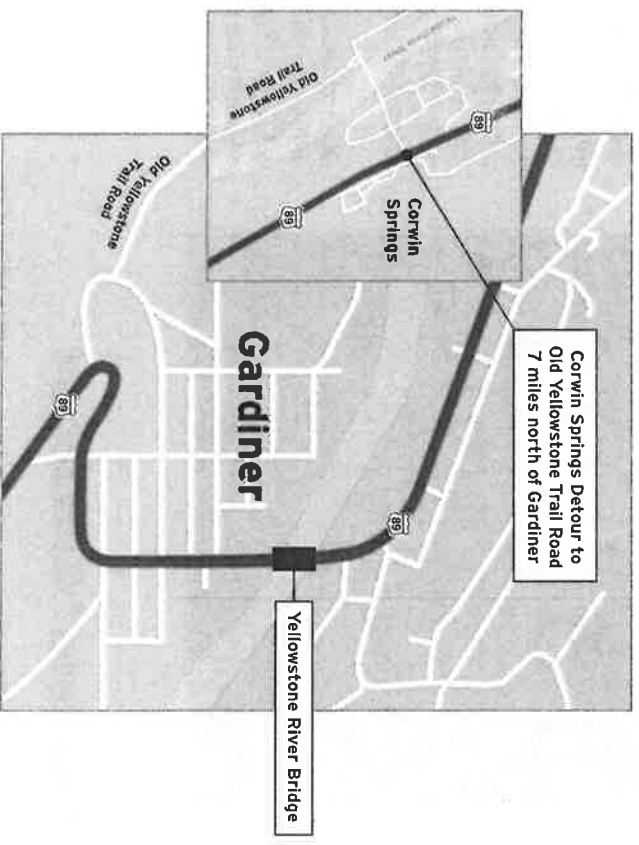 Old Yellowstone
Trail Road
89
Corwin
Springs
89
Corwin Springs Detour to
Old Yellowstone Trail Road
7 miles north of Gardiner
Old Yellowstone
Trail Road
Gardiner
89
89
Yellowstone River Bridge